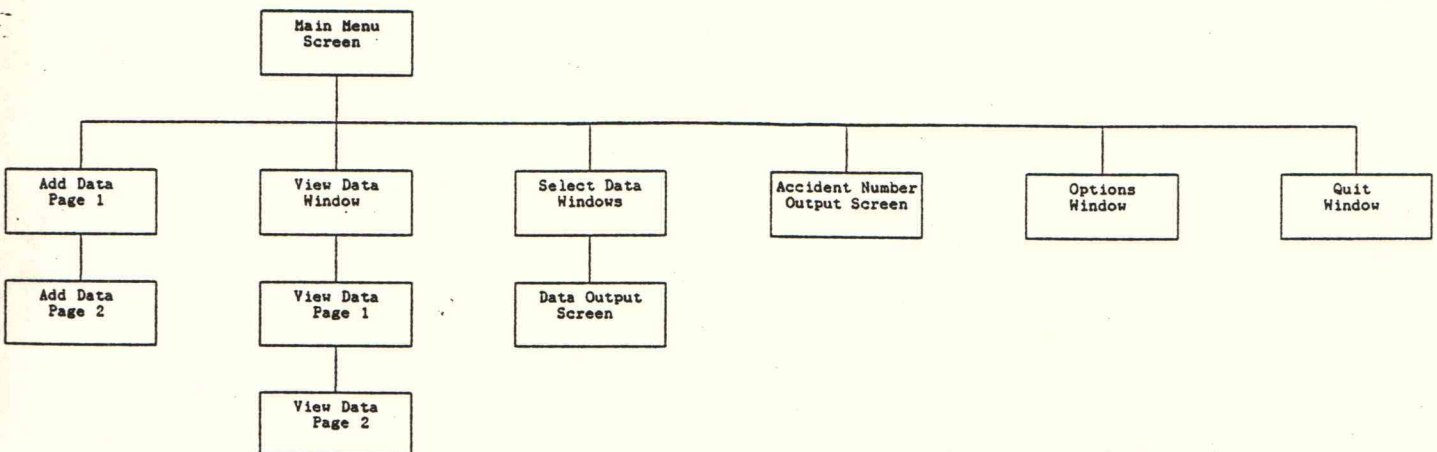 Main Menu
Screen
Add Data
Page 1
View Data
Window
Select Data
Windows
Accident Number
Output Screen
Options
Window
Quit
Window
Add Data
Page 2
View Data
Page 1
Data Output
Screen
View Data
Page 2